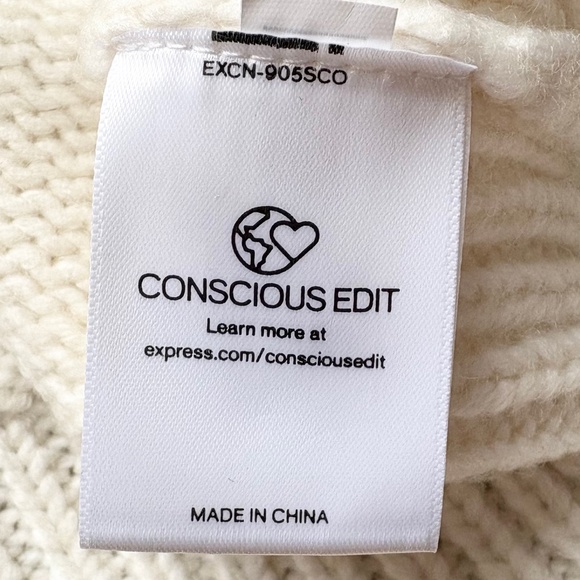 EXCN-905SCO
CONSCIOUS EDIT
Learn more at
express.com/consciousedit
MADE IN CHINA